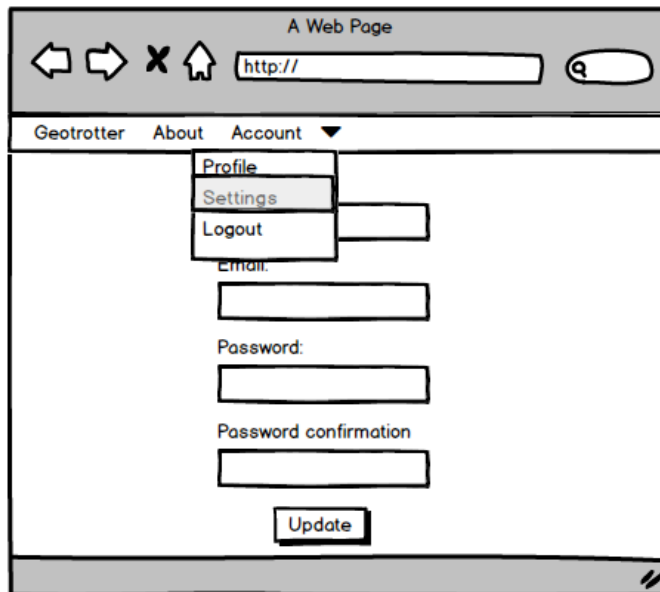 A Web Page
http://
Geotrotter About Account
Profile
Settings
Logout
Email:
Password:
Password confirmation
Update